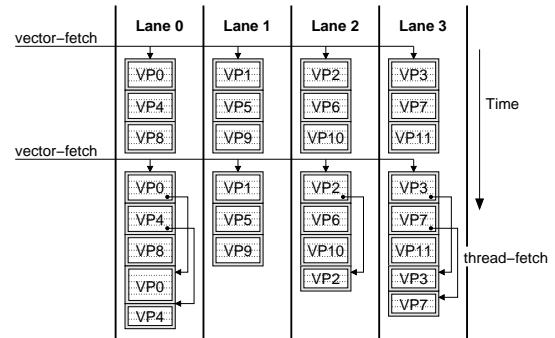 Lane 0 Lane 1 Lane 2 Lane 3
vector–fetch
VP0 VP1 VP2 VP3
VP4 VP5 VP6 VP7
Time
VP8 VP9 VP10 VP11
vector–fetch
VP0 VP1 VP2 VP3
VP4 VP5 VP6 VP7
VP8 VP9 VP10 VP11
thread–fetch
VP0 VP2 VP3
VP4 VP7